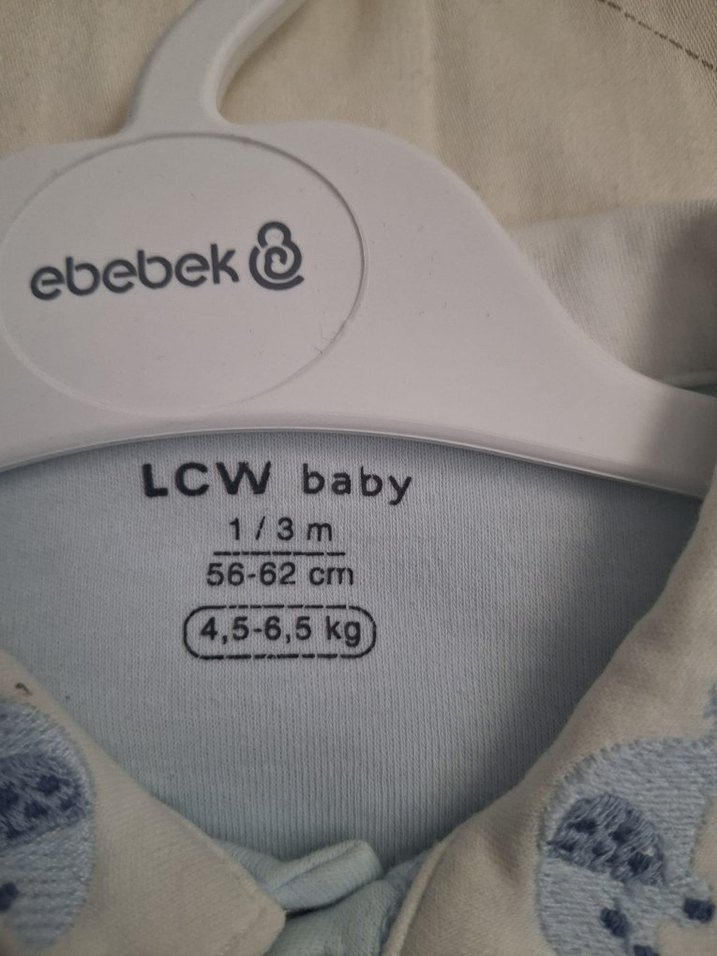 ebebek
LCW baby
1 / 3 m
56-62 cm
4,5-6,5 kg